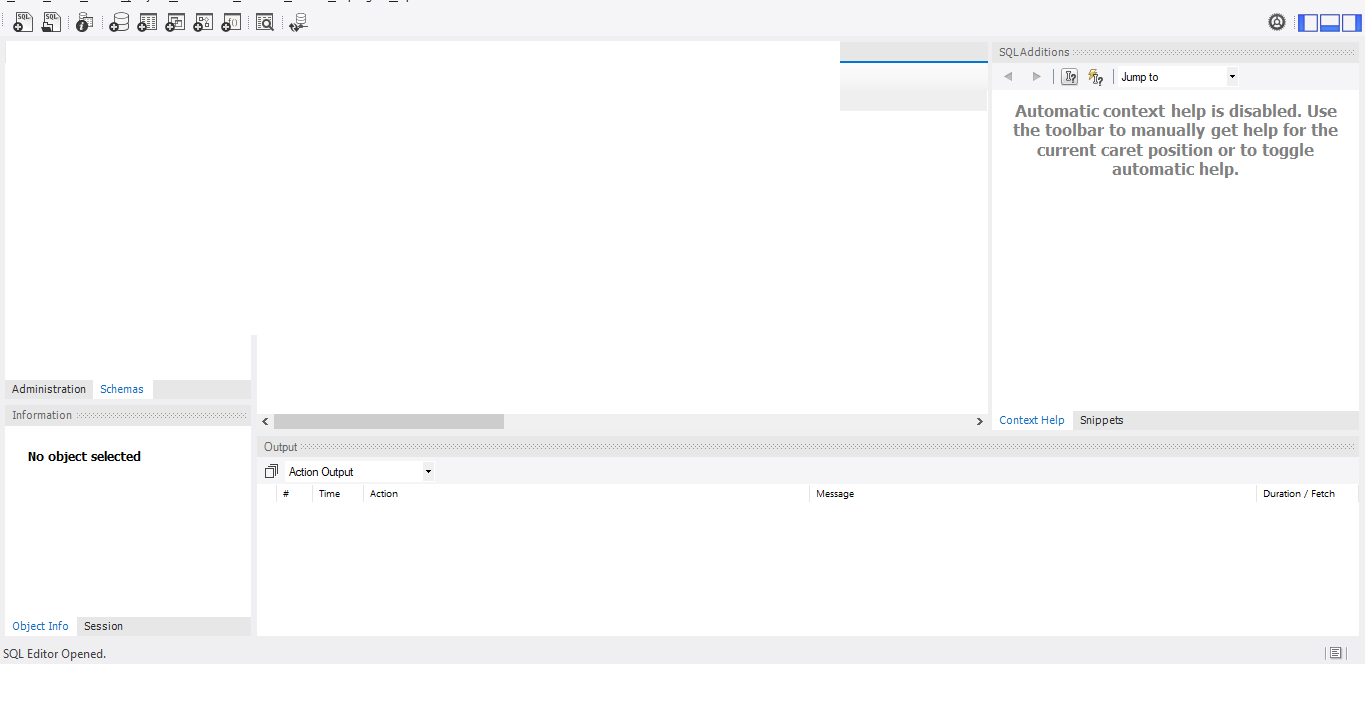 SQLAdditions
Jump to
Automatic context help is disabled. Use
the toolbar to manually get help for the
current caret position or to toggle
automatic help.
Administration
Schemas
Information
No object selected
Object Info
Session
Context Help
Snippets
Output
Action Output
#
Time
Action
Message
Duration / Fetch
SQL Editor Opened.